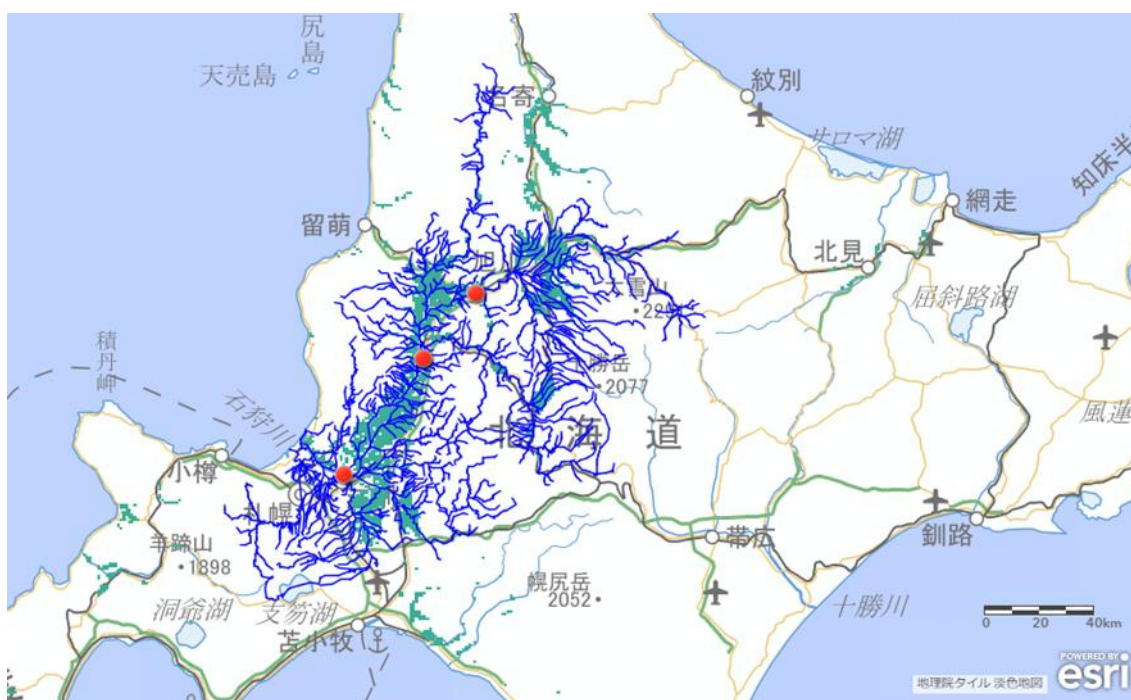 尻島
天売島
名寄
紋別
サロマ湖
知床半
網走
留萌
北見
旭川
大雪山
屈斜路湖
積丹岬
十勝岳
・2077
風蓮
石狩川
北海道
小樽
札幌
帯広
釧路
羊蹄山
・1898
幌尻岳
2052・
洞爺湖
支笏湖
十勝川
苫小牧
0 20 40km
POWERED BY
esri
地理院タイル 淡色地図